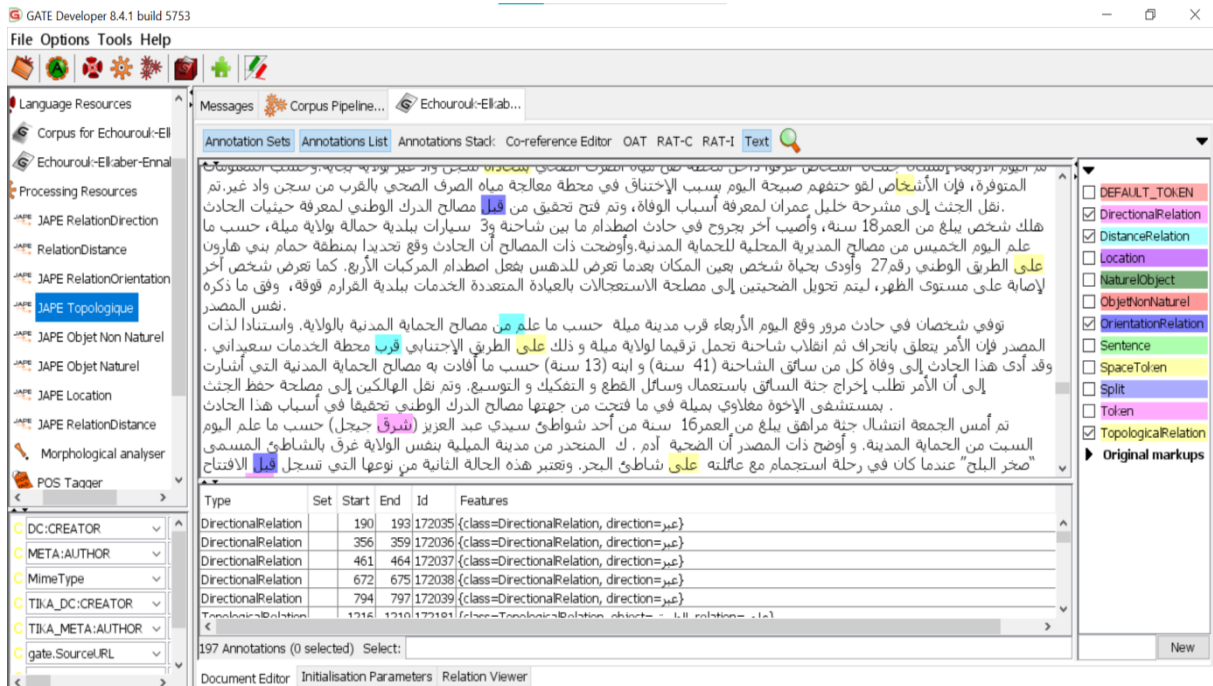 GATE Developer 8.4.1 build 5753
File Options Tools Help
Language Resources
Corpus for Echourouk-Ell
Echourouk-Elkaber-Ennal
Processing Resources
JAPE JAPE RelationDirection
JAPE RelationDistance
JAPE JAPE RelationOrientation
JAPE JAPE Topologique
JAPE JAPE Objet Non Naturel
JAPE JAPE Objet Naturel
JAPE JAPE Location
JAPE JAPE RelationDistance
Morphological analyser
POS Tagger
DC:CREATOR
META:AUTHOR
MimeType
TIKA_DC:CREATOR
TIKA_META:AUTHOR
gate.SourceURL
Messages Corpus Pipeline... Echourouk-Elkab...
Annotation Sets Annotations List Annotations Stack Co-reference Editor OAT RAT-C RAT-I Text
المتوفرة، فإن الأشخاص لقو حتفهم صبيحة اليوم بسبب الإختناق في محطة معالجة مياه الصرف الصحي بالقرب من سجن واد غير.تم
.نقل الجثث إلى مشرحة خليل عمران لمعرفة أسباب الوفاة، وتم فتح تحقيق من قبل مصالح الدرك الوطني لمعرفة حيثيات الحادث
هلك شخص يبلغ من العمر18 سنة، وأصيب آخر بجروح في حادث اصطدام ما بين شاحنة و3 سيارات ببلدية حمالة بولاية ميلة، حسب ما
علم اليوم الخميس من مصالح المديرية المحلية للحماية المدنية.وأوضحت ذات المصالح أن الحادث وقع تحديدا بمنطقة حمام بني هارون
على الطريق الوطني رقم27 وأودى بحياة شخص بعين المكان بعدما تعرض للدهس بفعل اصطدام المركبات الأربع. كما تعرض شخص آخر
لإصابة على مستوى الظهر، ليتم تحويل الضحيتين إلى مصلحة الاستعجالات بالعيادة المتعددة الخدمات ببلدية القرارم قوقة، وفق ما ذكره
.نفس المصدر
توفي شخصان في حادث مرور وقع اليوم الأربعاء قرب مدينة ميلة حسب ما علم من مصالح الحماية المدنية بالولاية. واستنادا لذات
المصدر فإن الأمر يتعلق بانحراف ثم انقلاب شاحنة تحمل ترقيما لولاية ميلة و ذلك على الطريق الإجتنابي قرب محطة الخدمات سعيداني .
وقد أدى هذا الحادث إلى وفاة كل من سائق الشاحنة (41 سنة) و ابنه (13 سنة) حسب ما أفادت به مصالح الحماية المدنية التي أشارت
إلى أن الأمر تطلب إخراج جثة السائق باستعمال وسائل القطع و التفكيك و التوسيع. وتم نقل الهالكين إلى مصلحة حفظ الجثث
. بمستشفى الإخوة مغلاوي بميلة في ما فتحت من جهتها مصالح الدرك الوطني تحقيقا في أسباب هذا الحادث
تم أمس الجمعة انتشال جثة مراهق يبلغ من العمر16 سنة من أحد شواطئ سيدي عبد العزيز (شرق جيجل) حسب ما علم اليوم
السبت من الحماية المدينة. و أوضح ذات المصدر أن الضحية آدم . ك المنحدر من مدينة الميلية بنفس الولاية غرق بالشاطئ المسمى
"صخر البلح" عندما كان في رحلة استجمام مع عائلته على شاطئ البحر. وتعتبر هذه الحالة الثانية من نوعها التي تسجل قبل الافتتاح
Type Set Start End Id Features
DirectionalRelation 190 193 172035 {class=DirectionalRelation, direction=عبر}
DirectionalRelation 356 359 172036 {class=DirectionalRelation, direction=عبر}
DirectionalRelation 461 464 172037 {class=DirectionalRelation, direction=عبر}
DirectionalRelation 672 675 172038 {class=DirectionalRelation, direction=عبر}
DirectionalRelation 794 797 172039 {class=DirectionalRelation, direction=عبر}
197 Annotations (0 selected) Select:
New
Document Editor Initialisation Parameters Relation Viewer
DEFAULT_TOKEN
DirectionalRelation
DistanceRelation
Location
NaturelObject
ObjetNonNaturel
OrientationRelation
Sentence
SpaceToken
Split
Token
TopologicalRelation
Original markups